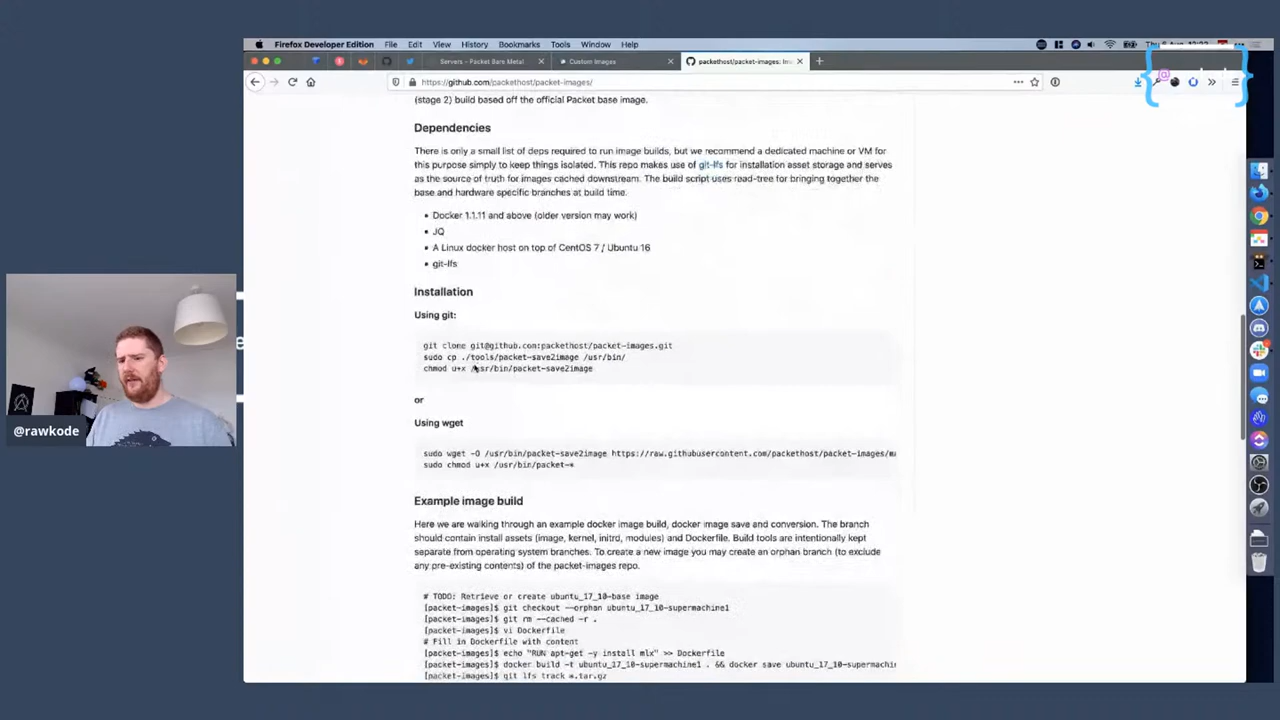 Firefox Developer Edition File Edit View History Bookmarks Tools Window Help
Servers – Packet Bare Metal
Custom Images
packethost/packet-images:
https://github.com/packethost/packet-images/
(stage 2) build based off the official Packet base image.
Dependencies
There is only a small list of deps required to run image builds, but we recommend a dedicated machine or VM for
this purpose simply to keep things isolated. This repo makes use of git-lfs for installation asset storage and serves
as the source of truth for images cached downstream. The build script uses read-tree for bringing together the
base and hardware specific branches at build time.
• Docker 1.1.11 and above (older version may work)
• JQ
• A Linux docker host on top of CentOS 7 / Ubuntu 16
• git-lfs
Installation
Using git:
git clone git@github.com:packethost/packet-images.git
sudo cp ./tools/packet-save2image /usr/bin/
chmod u+x /usr/bin/packet-save2image
or
Using wget
sudo wget -O /usr/bin/packet-save2image https://raw.githubusercontent.com/packethost/packet-images/
sudo chmod u+x /usr/bin/packet-*
Example image build
Here we are walking through an example docker image build, docker image save and conversion. The branch
should contain install assets (image, kernel, initrd, modules) and Dockerfile. Build tools are intentionally kept
separate from operating system branches. To create a new image you may create an orphan branch (to exclude
any pre-existing contents) of the packet-images repo.
# TODO: Retrieve or create ubuntu_17_10-base image
[packet-images]$ git checkout --orphan ubuntu_17_10-supermachine1
[packet-images]$ git rm --cached -r .
[packet-images]$ vi Dockerfile
# Fill in Dockerfile with content
[packet-images]$ echo "RUN apt-get -y install mlx" >> Dockerfile
[packet-images]$ docker build -t ubuntu_17_10-supermachine1 . && docker save ubuntu_17_10-supermachin
[packet-images]$ git lfs track *.tar.gz
@rawkode